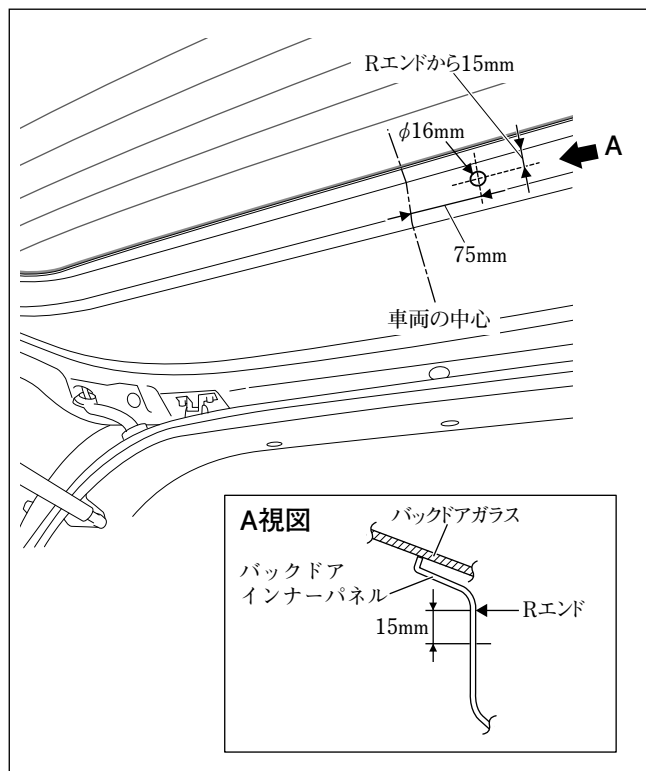 Rエンドから15mm
A
φ16mm
75mm
車両の中心
A視図
バックドアガラス
バックドア
インナーパネル
Rエンド
15mm